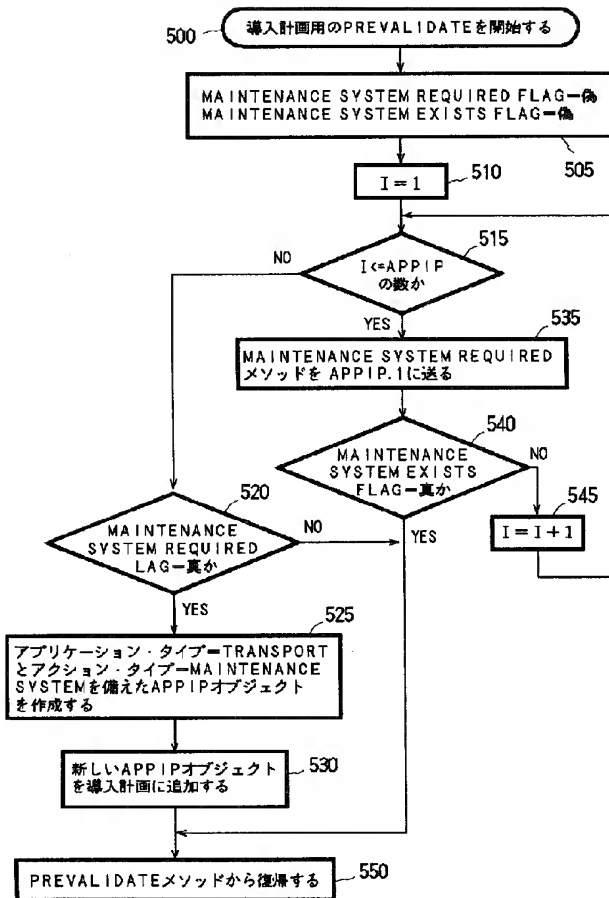 500
導入計画用のPREVALIDATEを開始する
MAINTENANCE SYSTEM REQUIRED FLAG=偽
MAINTENANCE SYSTEM EXISTS FLAG=偽
505
I=1
510
515
I<=APPIP
の数か
NO
YES
535
MAINTENANCE SYSTEM REQUIRED
メソッドを APPIP.1に送る
540
MAINTENANCE
SYSTEM EXISTS
FLAG=真か
NO
YES
545
I=I+1
520
MAINTENANCE
SYSTEM REQUIRED
LAG=真か
NO
YES
525
アプリケーション・タイプ=TRANSPORT
とアクション・タイプ=MAINTENANCE
SYSTEMを備えたAPPIPオブジェクト
を作成する
新しいAPPIPオブジェクト
を導入計画に追加する
530
PREVALIDATEメソッドから復帰する
550